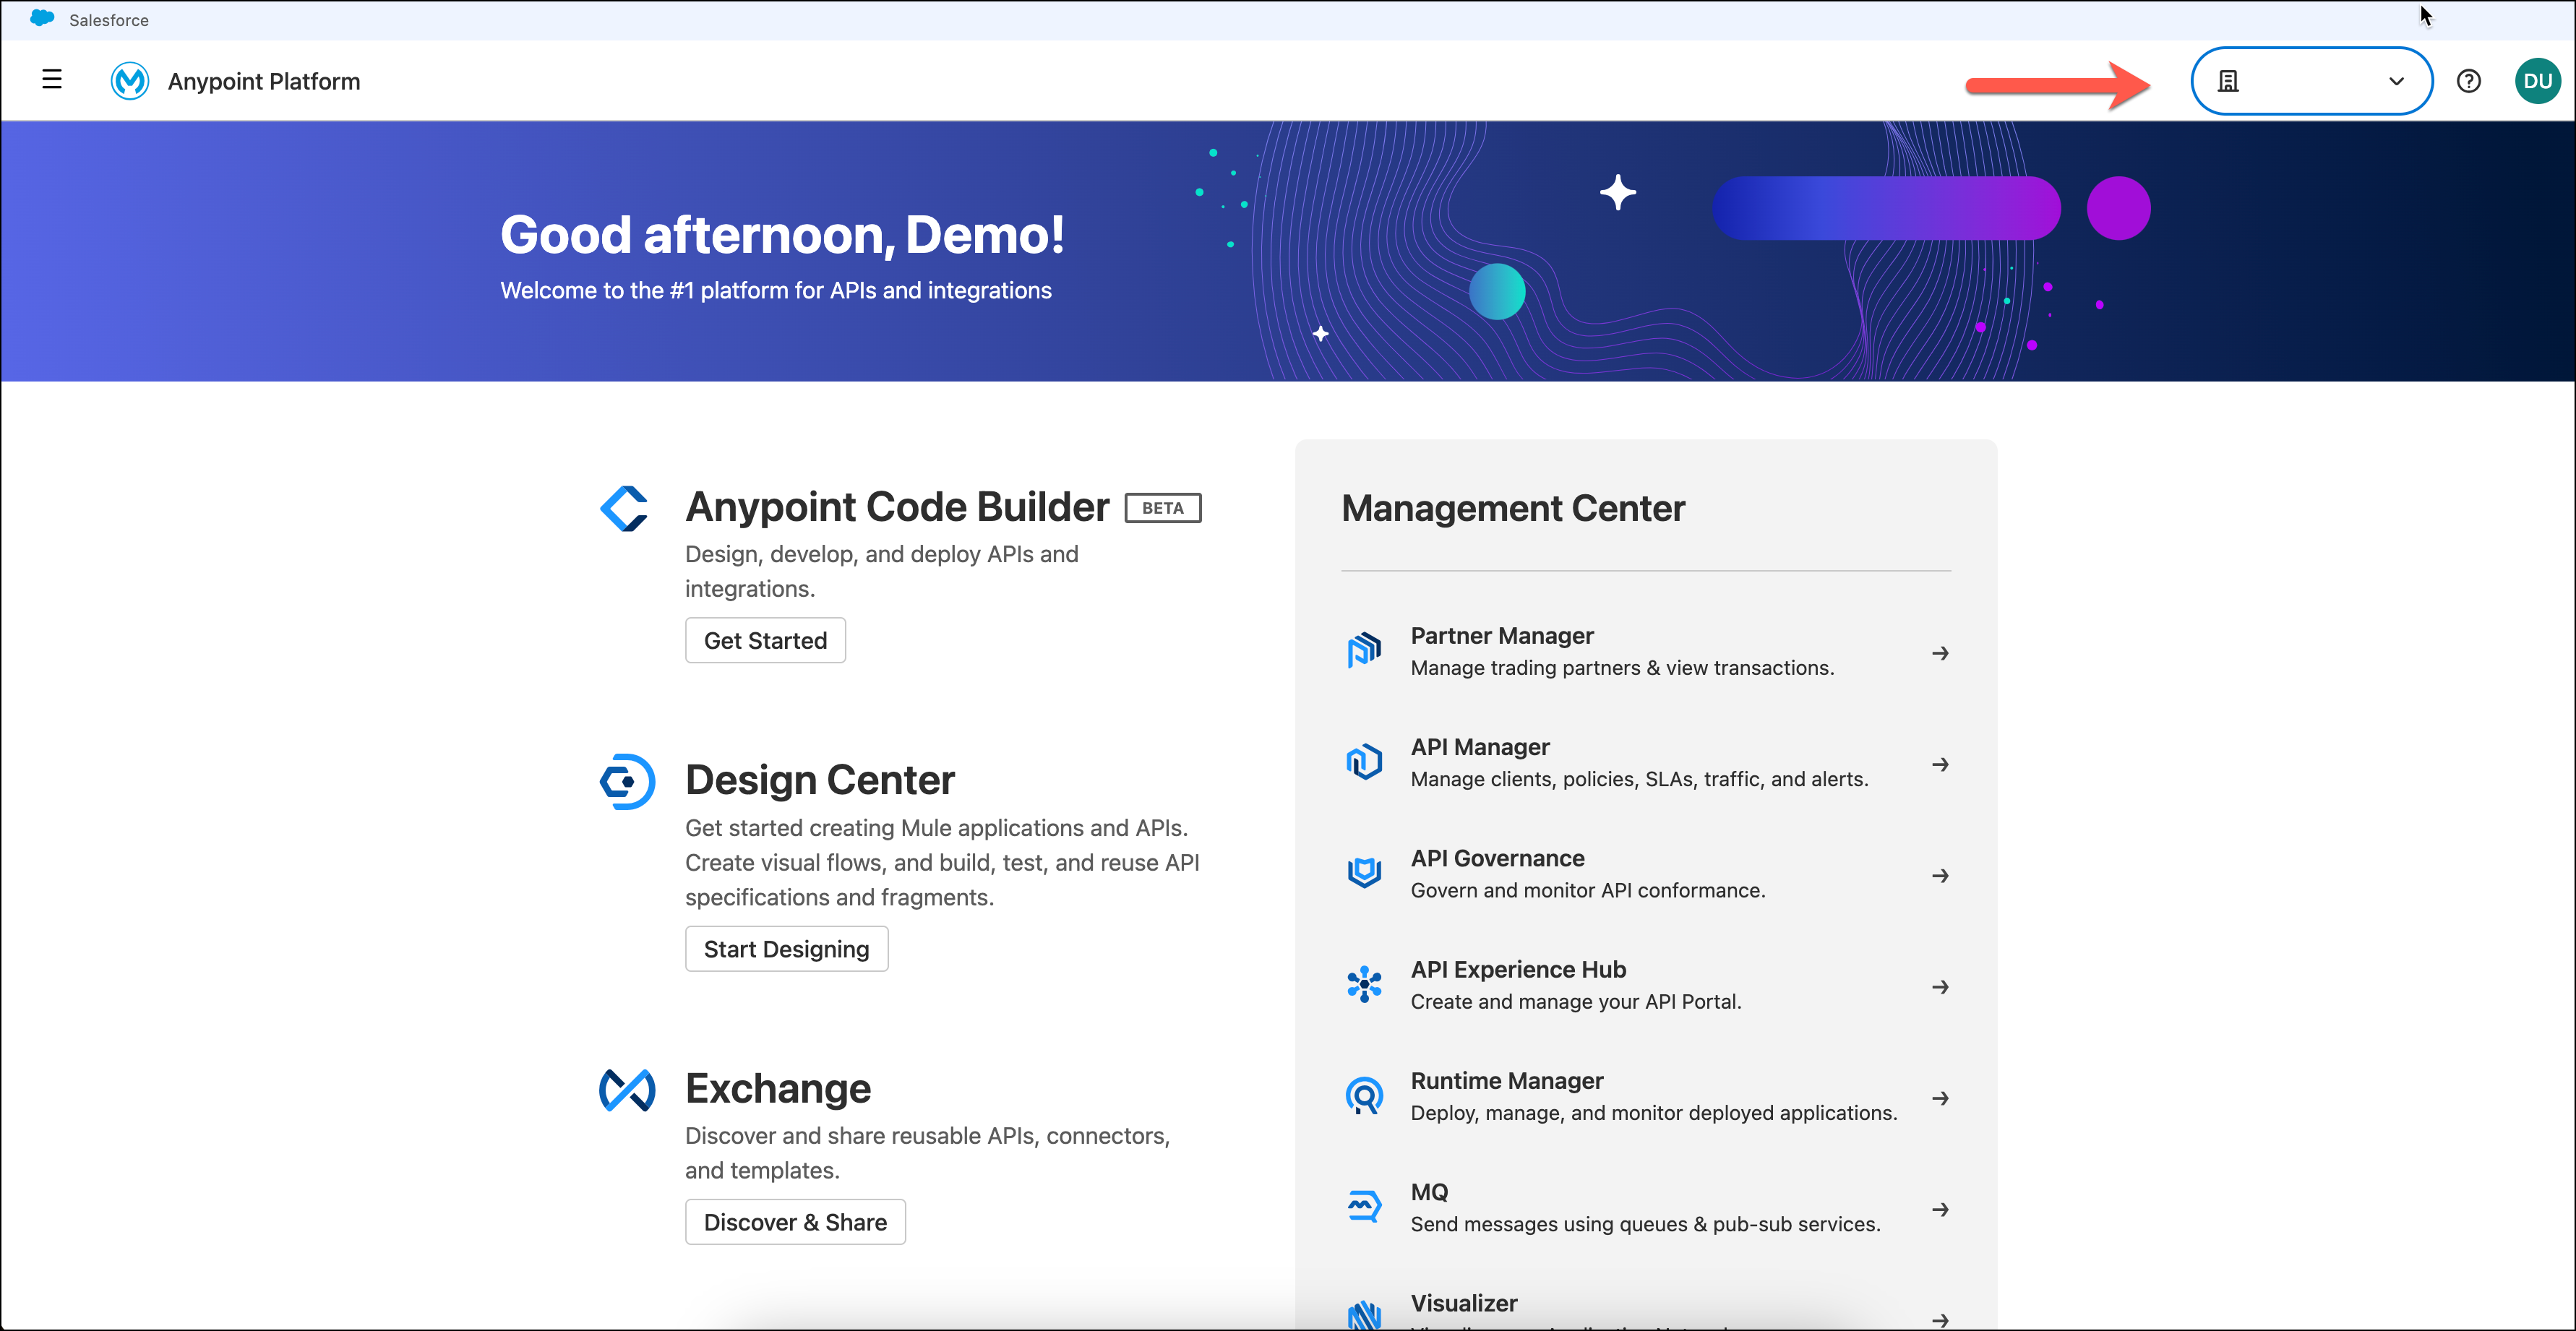 Salesforce
Anypoint Platform
DU
Good afternoon, Demo!
Welcome to the #1 platform for APIs and integrations
Anypoint Code Builder BETA
Design, develop, and deploy APIs and
integrations.
Get Started
Design Center
Get started creating Mule applications and APIs.
Create visual flows, and build, test, and reuse API
specifications and fragments.
Start Designing
Exchange
Discover and share reusable APIs, connectors,
and templates.
Discover & Share
Management Center
Partner Manager
Manage trading partners & view transactions.
API Manager
Manage clients, policies, SLAs, traffic, and alerts.
API Governance
Govern and monitor API conformance.
API Experience Hub
Create and manage your API Portal.
Runtime Manager
Deploy, manage, and monitor deployed applications.
MQ
Send messages using queues & pub-sub services.
Visualizer